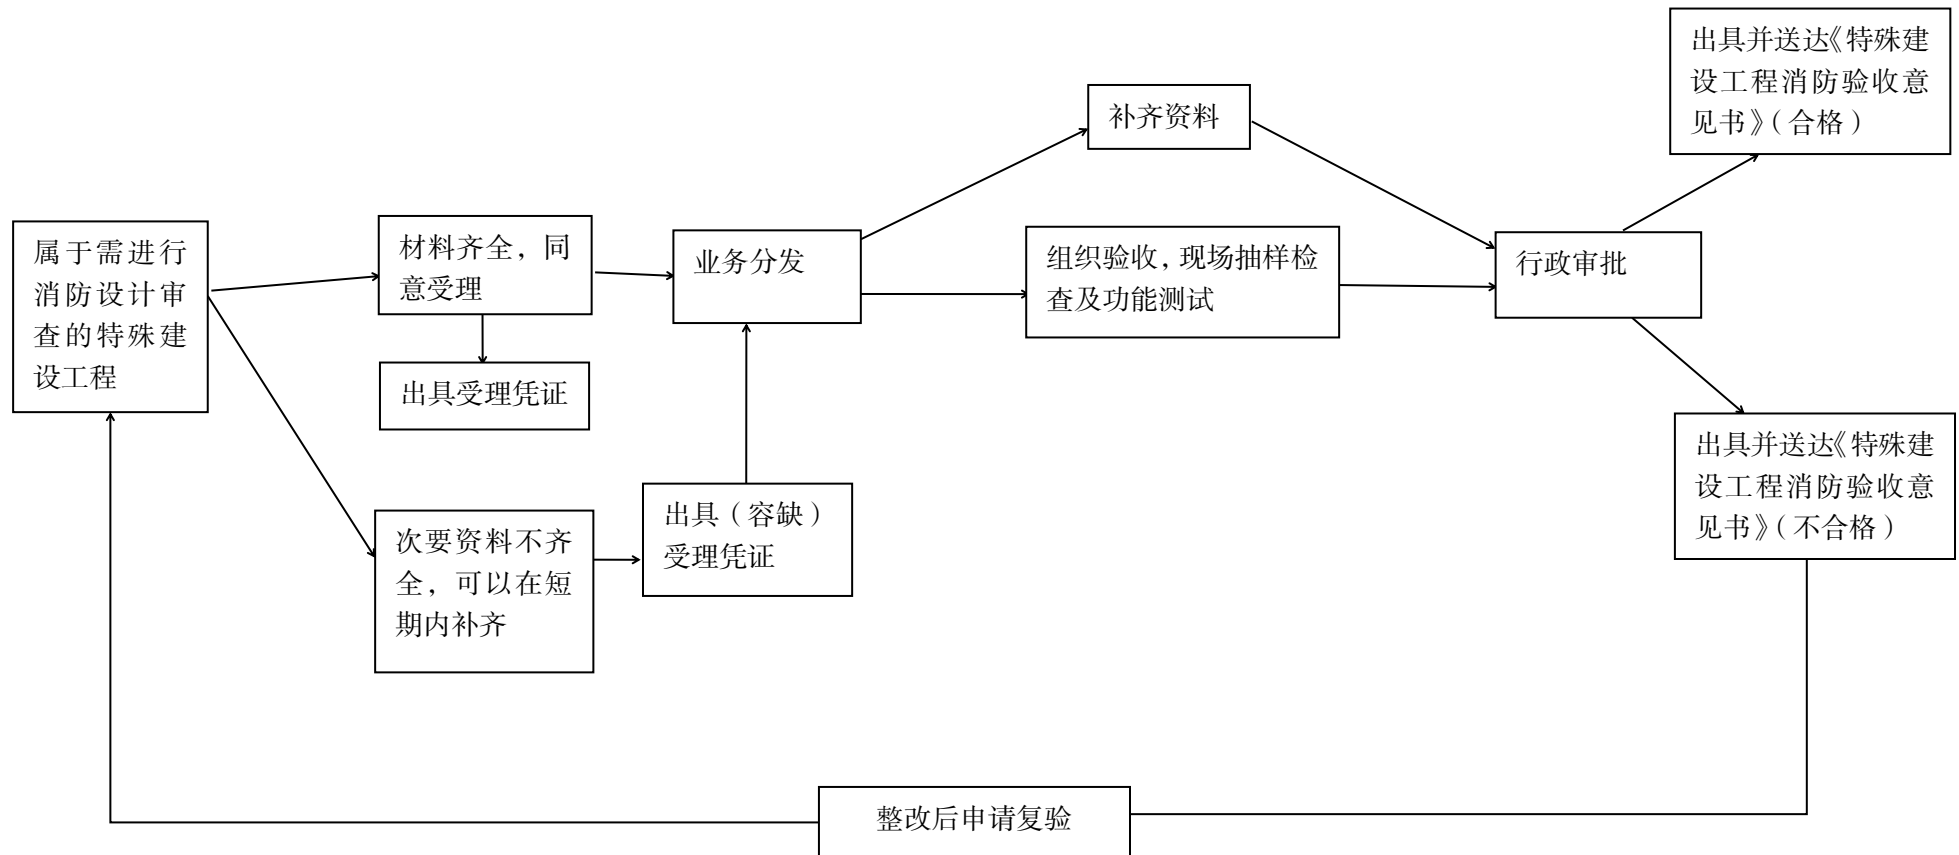 属于需进行
消防设计审
查的特殊建
设工程
材料齐全，同
意受理
出具受理凭证
次要资料不齐
全，可以在短
期内补齐
出具（容缺）
受理凭证
业务分发
补齐资料
组织验收，现场抽样检
查及功能测试
行政审批
出具并送达《特殊建
设工程消防验收意
见书》（合格）
出具并送达《特殊建
设工程消防验收意
见书》（不合格）
整改后申请复验